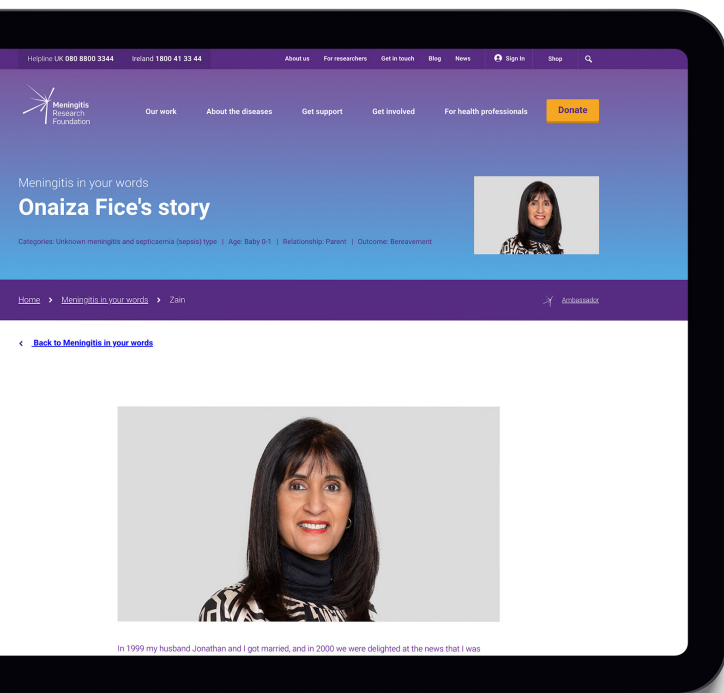 Helpline UK 080 8800 3344 Ireland 1800 41 33 44 About us For researchers Get in touch Blog News Sign In Shop
Meningitis
Research
Foundation
Our work About the diseases Get support Get involved For health professionals Donate
Meningitis in your words
Onaiza Fice's story
Categories: Unknown meningitis and septicaemia (sepsis) type | Age: Baby 0-1 | Relationship: Parent | Outcome: Bereavement
Home > Meningitis in your words > Zain Ambassador
‹ Back to Meningitis in your words
In 1999 my husband Jonathan and I got married, and in 2000 we were delighted at the news that I was